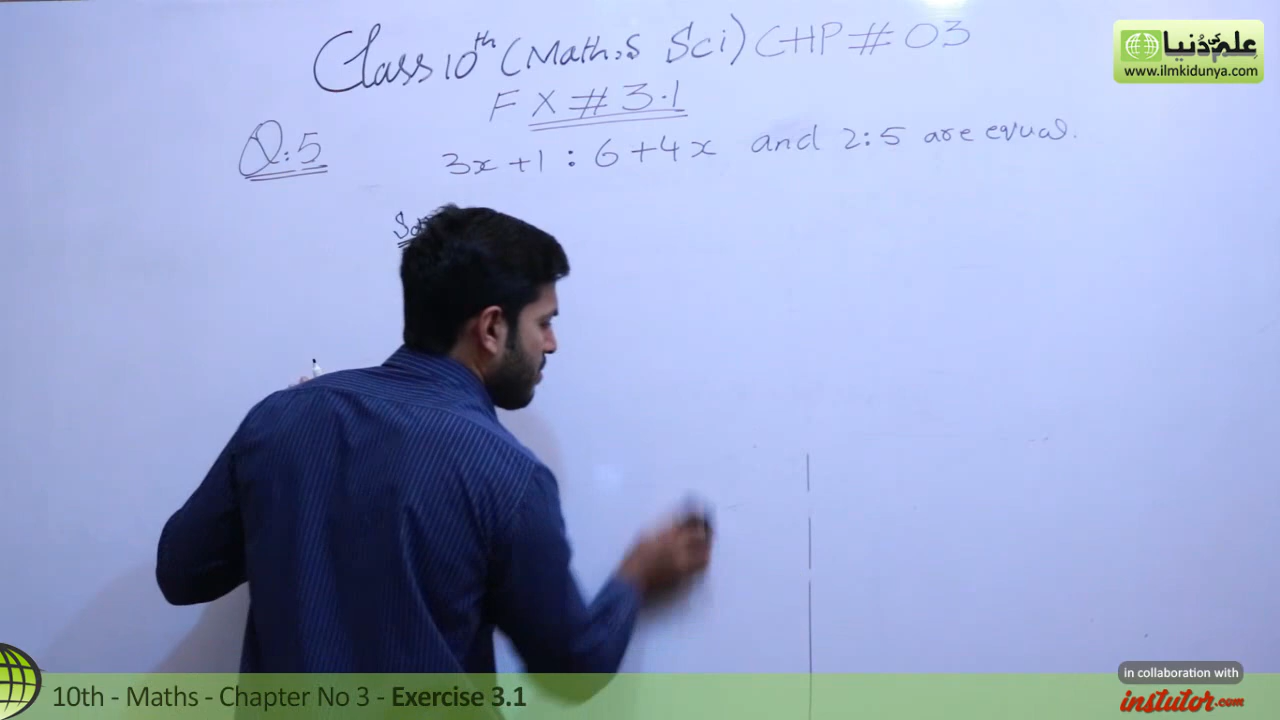 Class 10th (Maths Sci) CHP # 03
EX # 3.1
Q:5 3x+1 : 6+4x and 2:5 are equal.
علم کی دُنیا
www.ilmkidunya.com
in collaboration with
instutor.com
10th - Maths - Chapter No 3 - Exercise 3.1